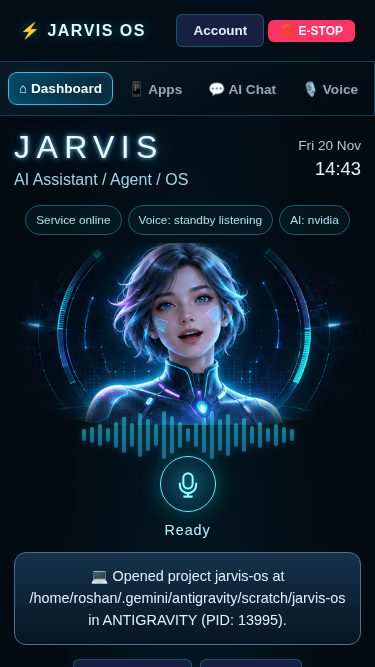 ⚡ JARVIS OS
Account
🛑 E-STOP
⌂ Dashboard
📱 Apps
💬 AI Chat
🎙️ Voice
JARVIS
AI Assistant / Agent / OS
Fri 20 Nov
14:43
Service online
Voice: standby listening
AI: nvidia
Ready
💻 Opened project jarvis-os at
/home/roshan/.gemini/antigravity/scratch/jarvis-os
in ANTIGRAVITY (PID: 13995).